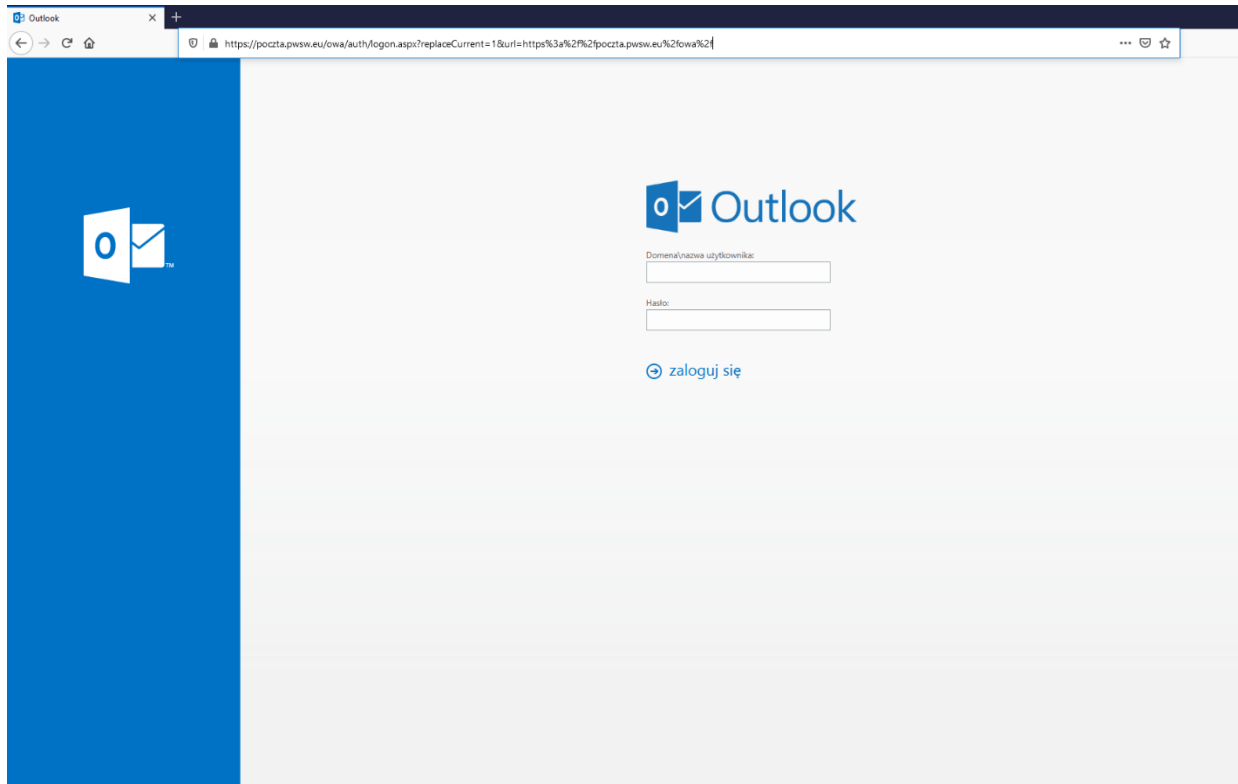 Outlook
https://poczta.pwsw.eu/owa/auth/logon.aspx?replaceCurrent=1&url=https%3a%2f%2fpoczta.pwsw.eu%2fowa%2f
Outlook
Domena\nazwa użytkownika:
Hasło:
zaloguj się
TM